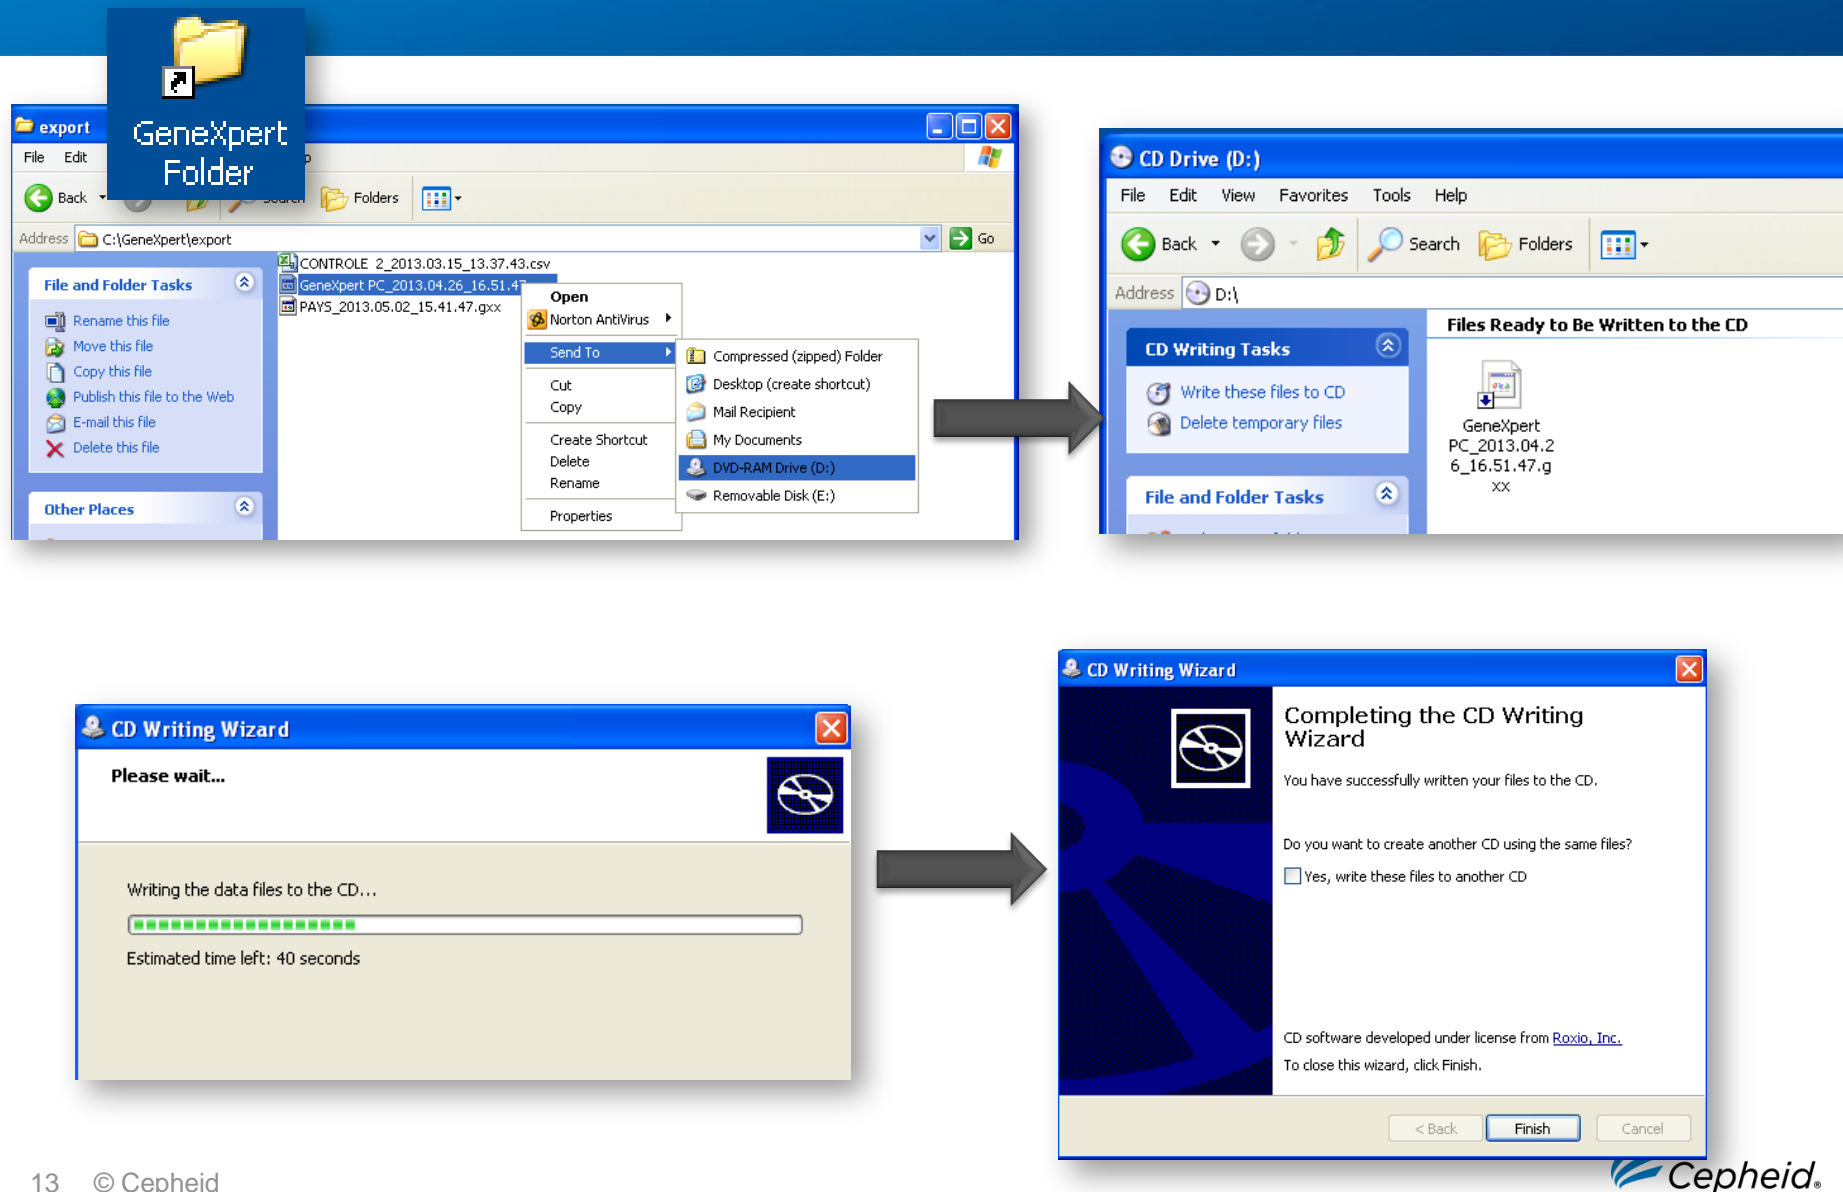 GeneXpert
Folder
export
File Edit
Back
Search
Folders
Address C:\GeneXpert\export
Go
File and Folder Tasks
Rename this file
Move this file
Copy this file
Publish this file to the Web
E-mail this file
Delete this file
Other Places
CONTROLE 2_2013.03.15_13.37.43.csv
GeneXpert PC_2013.04.26_16.51.47
PAYS_2013.05.02_15.41.47.gxx
Open
Norton AntiVirus
Send To
Cut
Copy
Create Shortcut
Delete
Rename
Properties
Compressed (zipped) Folder
Desktop (create shortcut)
Mail Recipient
My Documents
DVD-RAM Drive (D:)
Removable Disk (E:)
CD Drive (D:)
File Edit View Favorites Tools Help
Back Search Folders
Address D:\
CD Writing Tasks
Write these files to CD
Delete temporary files
File and Folder Tasks
Files Ready to Be Written to the CD
GeneXpert
PC_2013.04.2
6_16.51.47.g
xx
CD Writing Wizard
Please wait...
Writing the data files to the CD...
Estimated time left: 40 seconds
CD Writing Wizard
Completing the CD Writing
Wizard
You have successfully written your files to the CD.
Do you want to create another CD using the same files?
Yes, write these files to another CD
CD software developed under license from Roxio, Inc.
To close this wizard, click Finish.
< Back Finish Cancel
13 © Cepheid
Cepheid.